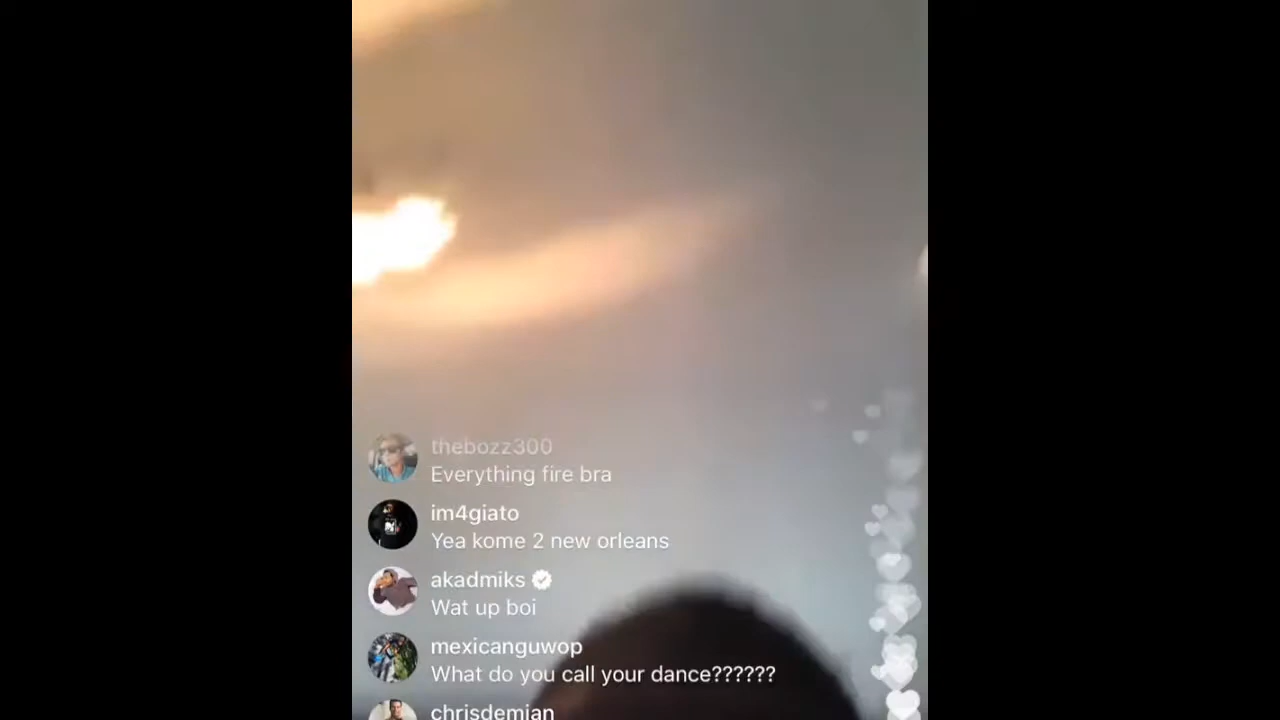 thebozz300
Everything fire bra
im4giato
Yea kome 2 new orleans
akadmiks
Wat up boi
mexicanguwop
What do you call your dance??????
chrisdemian